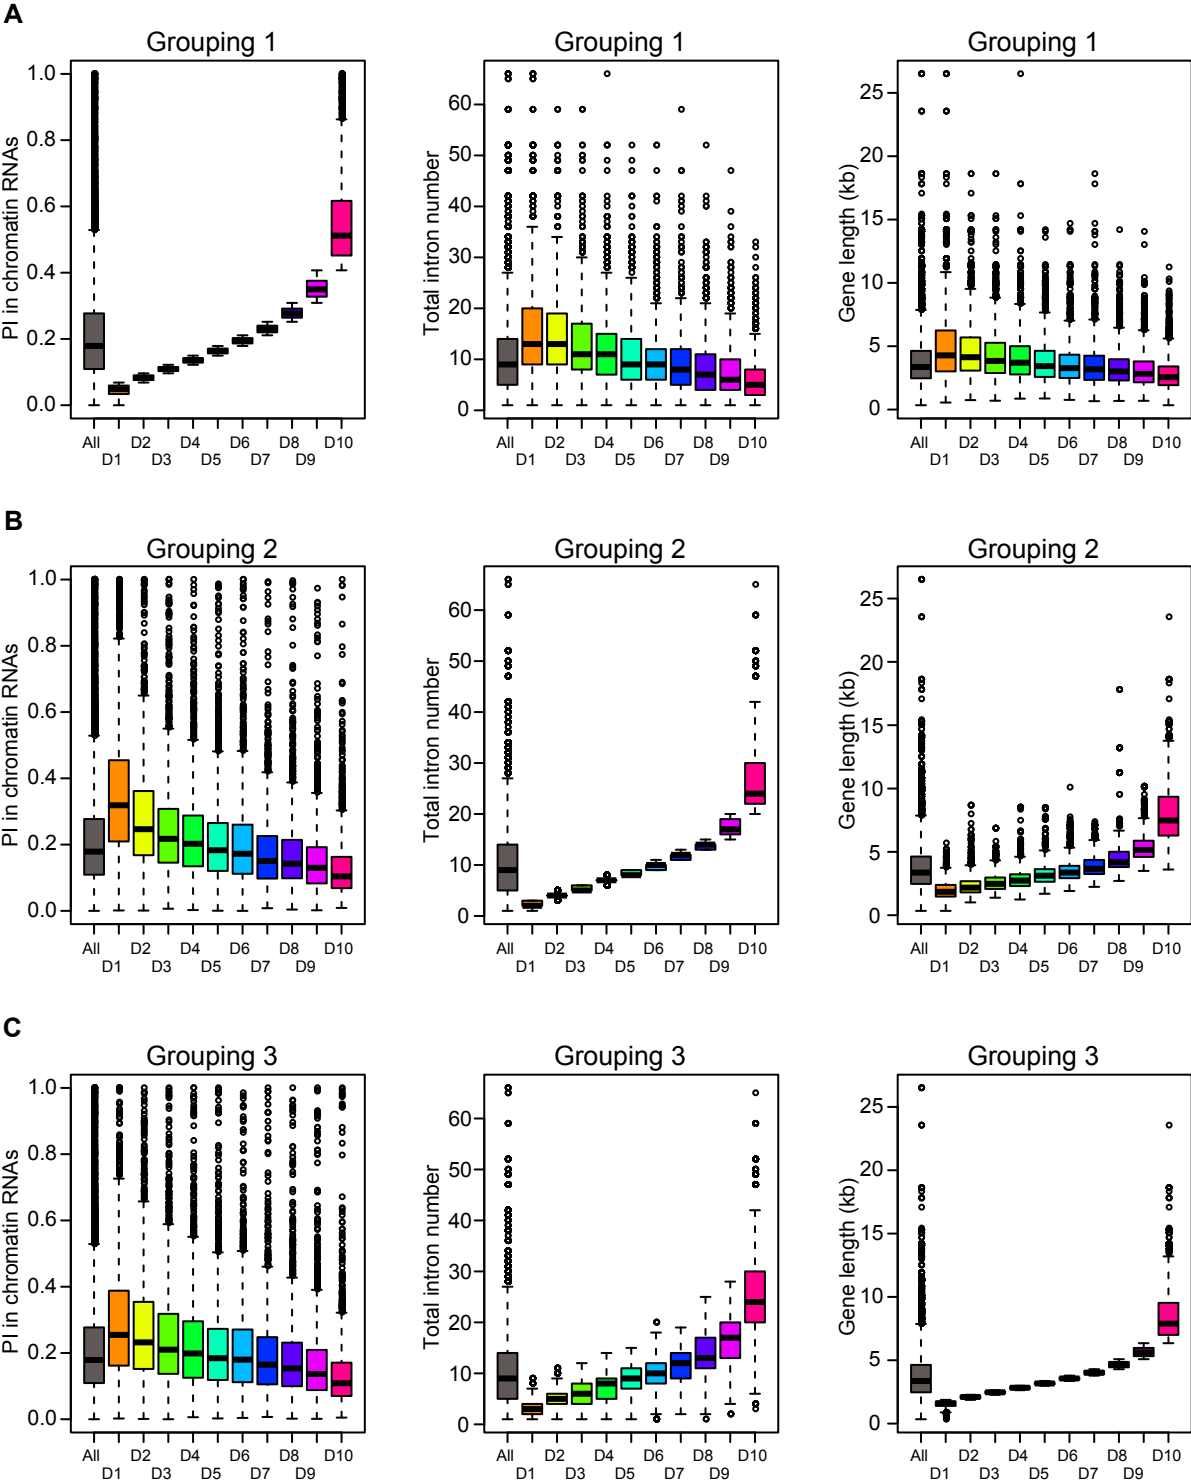 A
Grouping 1
Grouping 1
Grouping 1
PI in chromatin RNAs
1.0
0.8
0.6
0.4
0.2
0.0
All D2 D4 D6 D8 D10
D1 D3 D5 D7 D9
Total intron number
60
50
40
30
20
10
0
All D2 D4 D6 D8 D10
D1 D3 D5 D7 D9
Gene length (kb)
25
20
15
10
5
0
All D2 D4 D6 D8 D10
D1 D3 D5 D7 D9
B
Grouping 2
Grouping 2
Grouping 2
PI in chromatin RNAs
1.0
0.8
0.6
0.4
0.2
0.0
All D2 D4 D6 D8 D10
D1 D3 D5 D7 D9
Total intron number
60
50
40
30
20
10
0
All D2 D4 D6 D8 D10
D1 D3 D5 D7 D9
Gene length (kb)
25
20
15
10
5
0
All D2 D4 D6 D8 D10
D1 D3 D5 D7 D9
C
Grouping 3
Grouping 3
Grouping 3
PI in chromatin RNAs
1.0
0.8
0.6
0.4
0.2
0.0
All D2 D4 D6 D8 D10
D1 D3 D5 D7 D9
Total intron number
60
50
40
30
20
10
0
All D2 D4 D6 D8 D10
D1 D3 D5 D7 D9
Gene length (kb)
25
20
15
10
5
0
All D2 D4 D6 D8 D10
D1 D3 D5 D7 D9